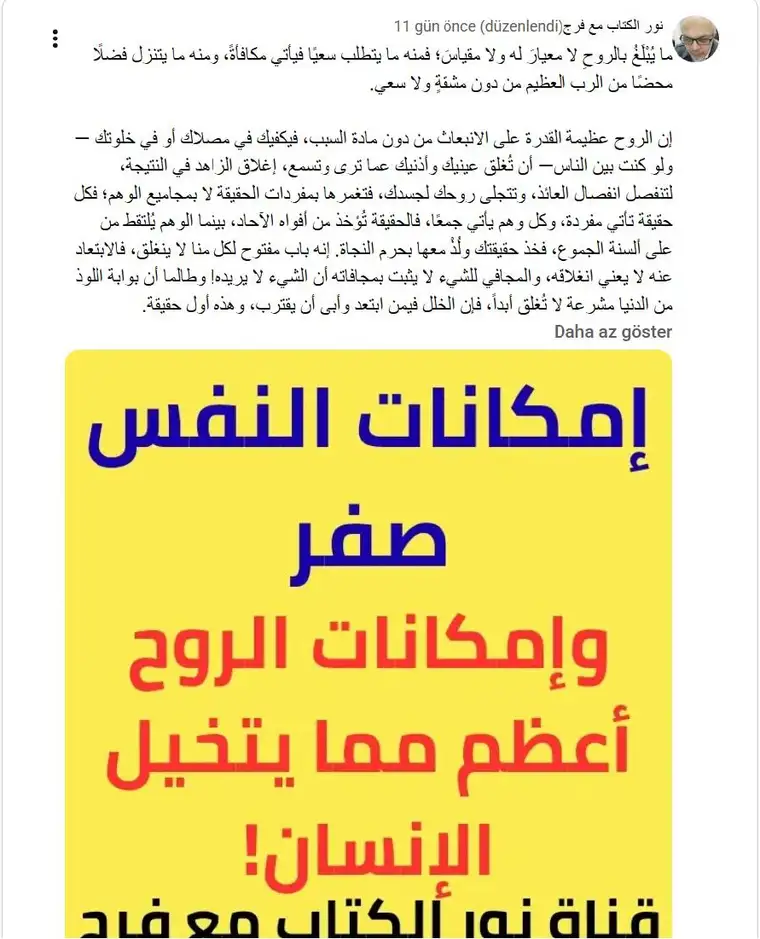 نور الكتاب مع فرج
11 gün önce (düzenlendi)
ما يُبْلَغُ بالروحِ لا معيارَ له ولا مقياسَ؛ فمنه ما يتطلب سعيًا فيأتي مكافأةً، ومنه ما يتنزل فضلًا
محضًا من الرب العظيم من دون مشقةٍ ولا سعي.
إن الروح عظيمة القدرة على الانبعاث من دون مادة السبب، فيكفيك في مصلاك أو في خلوتك —
ولو كنت بين الناس— أن تُغلق عينيك وأذنيك عما ترى وتسمع، إغلاق الزاهد في النتيجة،
لتنفصل انفصال العائذ، وتتجلى روحك لجسدك، فتغمرها بمفردات الحقيقة لا بمجاميع الوهم؛ فكل
حقيقة تأتي مفردة، وكل وهم يأتي جمعًا، فالحقيقة تُؤخذ من أفواه الآحاد، بينما الوهم يُلتقط من
على ألسنة الجموع، فخذ حقيقتك ولُذْ معها بحرم النجاة. إنه باب مفتوح لكل منا لا ينغلق، فالابتعاد
عنه لا يعني انغلاقه، والمجافي للشيء لا يثبت بمجافاته أن الشيء لا يريده! وطالما أن بوابة اللوذ
من الدنيا مشرعة لا تُغلق أبداً، فإن الخلل فيمن ابتعد وأبى أن يقترب، وهذه أول حقيقة.
Daha az göster
إمكانات النفس
صفر
وإمكانات الروح
أعظم مما يتخيل
الإنسان!
قناة نور الكتاب مع فرج